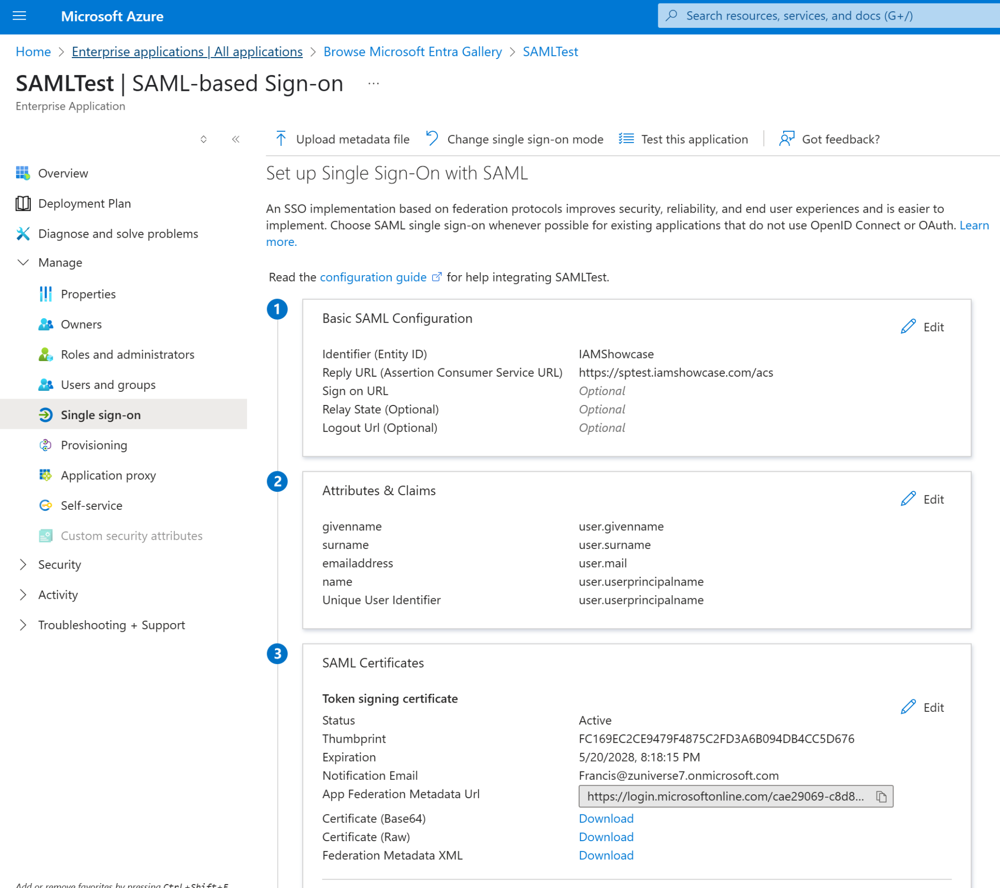 Microsoft Azure
Search resources, services, and docs (G+/)
Home > Enterprise applications | All applications > Browse Microsoft Entra Gallery > SAMLTest
SAMLTest | SAML-based Sign-on ...
Enterprise Application
Upload metadata file
Change single sign-on mode
Test this application
Got feedback?
Overview
Deployment Plan
Diagnose and solve problems
Manage
Properties
Owners
Roles and administrators
Users and groups
Single sign-on
Provisioning
Application proxy
Self-service
Custom security attributes
Security
Activity
Troubleshooting + Support
Add or remove favorites by pressing Ctrl+Shift+F
Set up Single Sign-On with SAML
An SSO implementation based on federation protocols improves security, reliability, and end user experiences and is easier to
implement. Choose SAML single sign-on whenever possible for existing applications that do not use OpenID Connect or OAuth. Learn
more.
Read the configuration guide for help integrating SAMLTest.
1
Basic SAML Configuration
Edit
Identifier (Entity ID) IAMShowcase
Reply URL (Assertion Consumer Service URL) https://sptest.iamshowcase.com/acs
Sign on URL Optional
Relay State (Optional) Optional
Logout Url (Optional) Optional
2
Attributes & Claims
Edit
givenname user.givenname
surname user.surname
emailaddress user.mail
name user.userprincipalname
Unique User Identifier user.userprincipalname
3
SAML Certificates
Token signing certificate
Edit
Status Active
Thumbprint FC169EC2CE9479F4875C2FD3A6B094DB4CC5D676
Expiration 5/20/2028, 8:18:15 PM
Notification Email Francis@zuniverse7.onmicrosoft.com
App Federation Metadata Url https://login.microsoftonline.com/cae29069-c8d8...
Certificate (Base64) Download
Certificate (Raw) Download
Federation Metadata XML Download